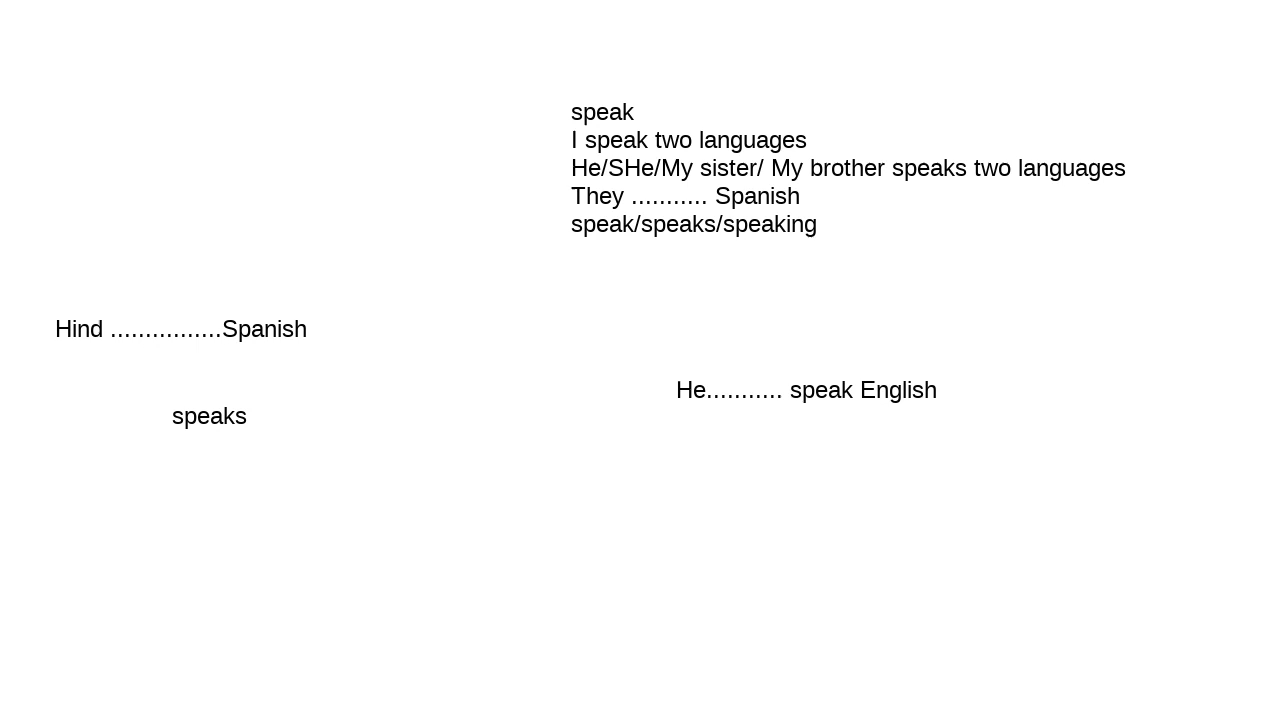 speak
I speak two languages
He/SHe/My sister/ My brother speaks two languages
They ........... Spanish
speak/speaks/speaking
Hind ................Spanish
He........... speak English
speaks